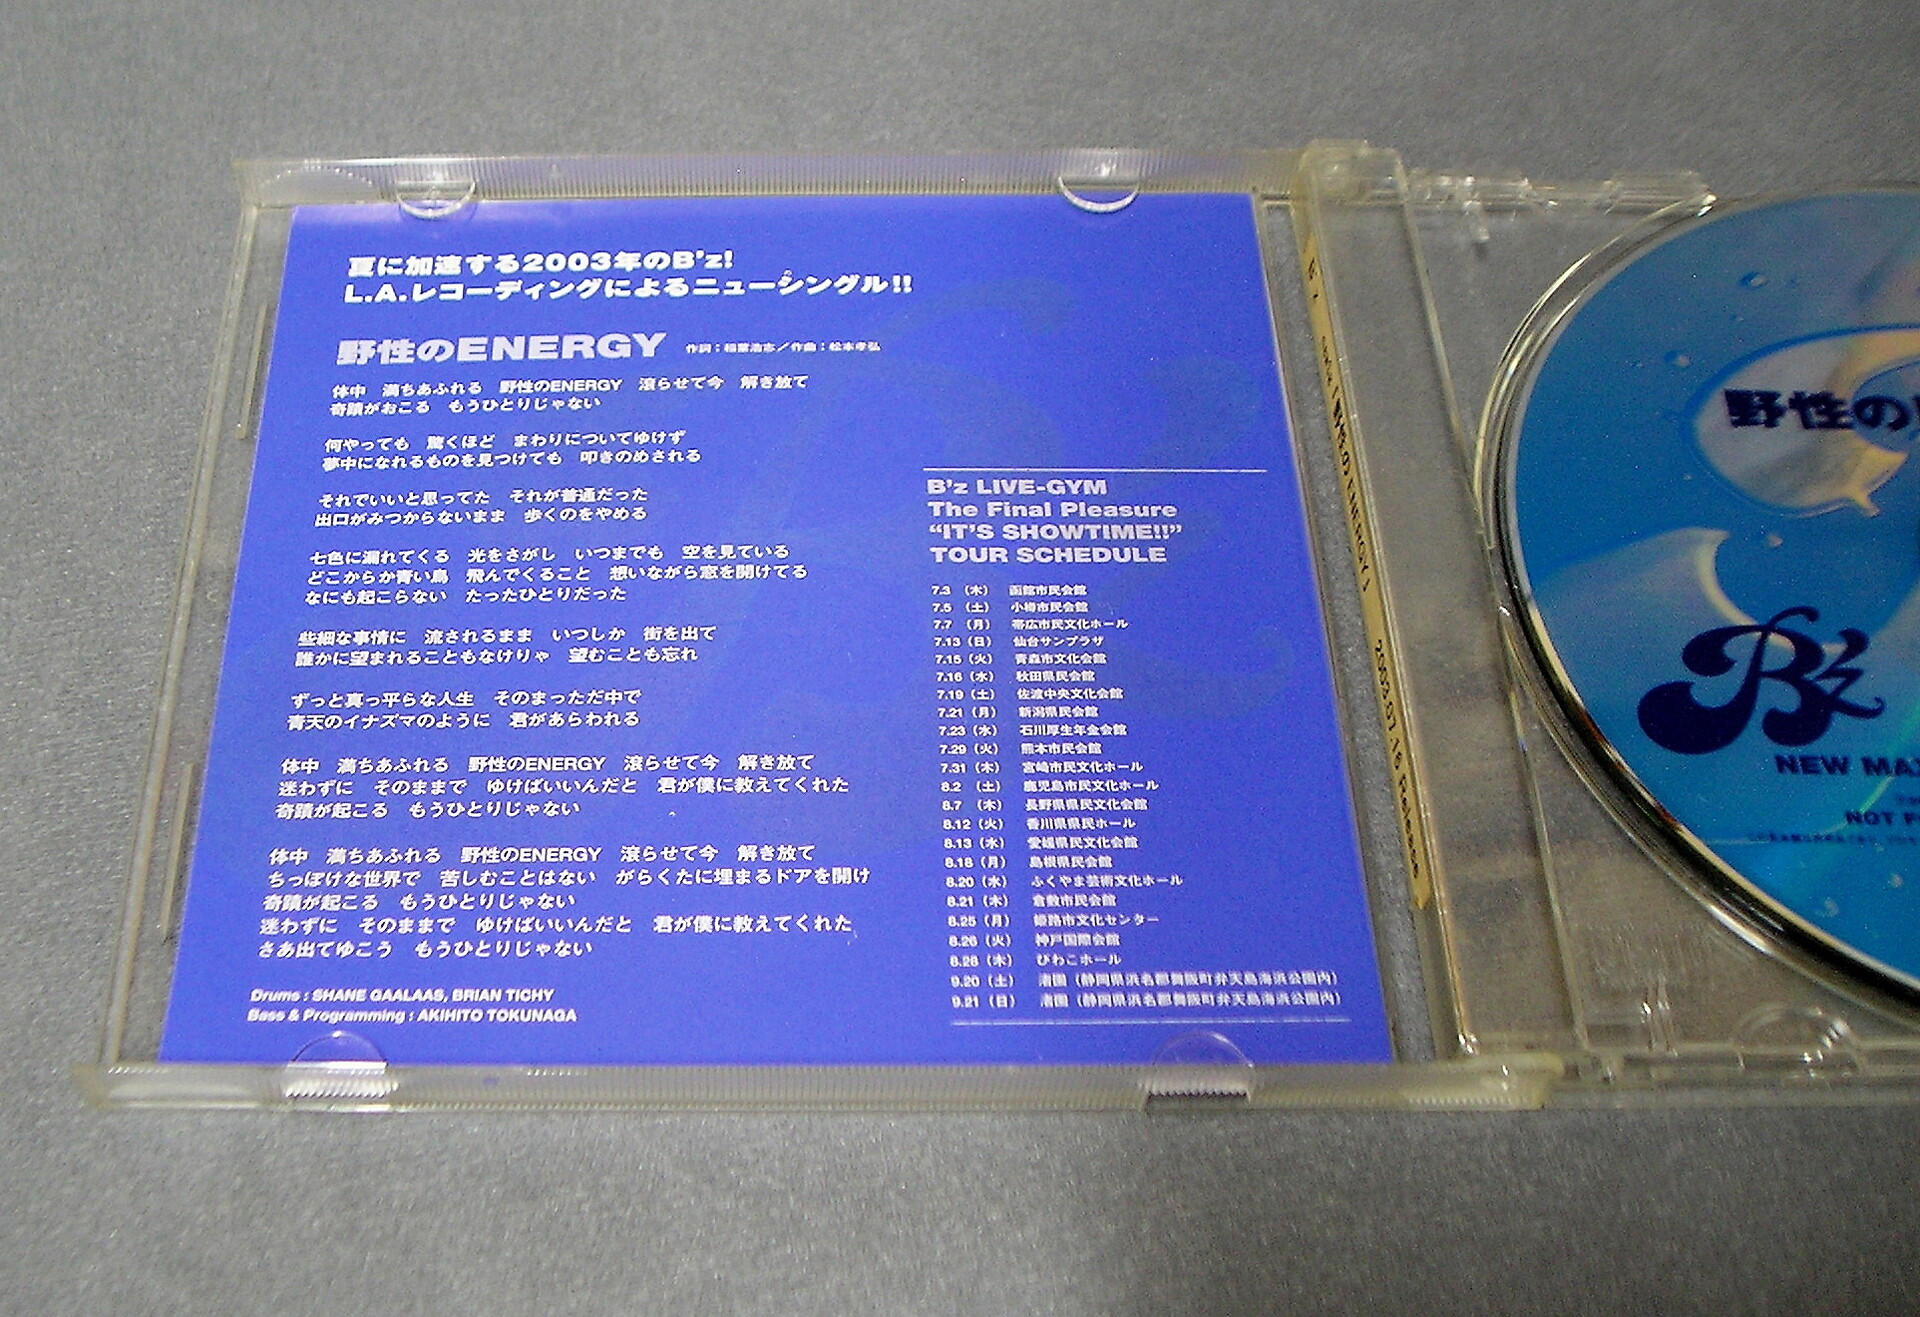 夏に加速する2003年のB'z!
L.A.レコーディングによるニューシングル!!
野性のENERGY 作詞:稲葉浩志/作曲:松本孝弘
体中 満ちあふれる 野性のENERGY 滾らせて今 解き放て
奇蹟がおこる もうひとりじゃない
何やっても 驚くほど まわりについてゆけず
夢中になれるものを見つけても 叩きのめされる
それでいいと思ってた それが普通だった
出口がみつからないまま 歩くのをやめる
七色に漏れてくる 光をさがし いつまでも 空を見ている
どこからか青い鳥 飛んでくること 想いながら窓を開けてる
なにも起こらない たったひとりだった
些細な事情に 流されるまま いつしか 街を出て
誰かに望まれることもなけりゃ 望むことも忘れ
ずっと真っ平らな人生 そのまっただ中で
青天のイナズマのように 君があらわれる
体中 満ちあふれる 野性のENERGY 滾らせて今 解き放て
迷わずに そのままで ゆけばいいんだと 君が僕に教えてくれた
奇蹟が起こる もうひとりじゃない
体中 満ちあふれる 野性のENERGY 滾らせて今 解き放て
ちっぽけな世界で 苦しむことはない がらくたに埋まるドアを開け
奇蹟が起こる もうひとりじゃない
迷わずに そのままで ゆけばいいんだと 君が僕に教えてくれた
さあ出てゆこう もうひとりじゃない
Drums : SHANE GAALAAS, BRIAN TICHY
Bass & Programming : AKIHITO TOKUNAGA
B'z LIVE-GYM
The Final Pleasure
"IT'S SHOWTIME!!"
TOUR SCHEDULE
7.3 (木) 函館市民会館
7.5 (土) 小樽市民会館
7.7 (月) 帯広市民文化ホール
7.13 (日) 仙台サンプラザ
7.15 (火) 青森市文化会館
7.16 (水) 秋田県民会館
7.19 (土) 佐渡中央文化会館
7.21 (月) 新潟県民会館
7.23 (水) 石川厚生年金会館
7.29 (火) 熊本市民会館
7.31 (木) 宮崎市民文化ホール
8.2 (土) 鹿児島市民文化ホール
8.7 (木) 長野県県民文化会館
8.12 (火) 香川県県民ホール
8.13 (水) 愛媛県県民文化会館
8.18 (月) 島根県民会館
8.20 (水) ふくやま芸術文化ホール
8.21 (木) 倉敷市民会館
8.25 (月) 姫路市文化センター
8.26 (火) 神戸国際会館
8.28 (木) びわこホール
9.20 (土) 渚園 (静岡県浜名郡舞阪町弁天島海浜公園内)
9.21 (日) 渚園 (静岡県浜名郡舞阪町弁天島海浜公園内)
B'z 「野性のENERGY」 2003.07.16 Release
野性の
B'z
NEW MAX
NOT F